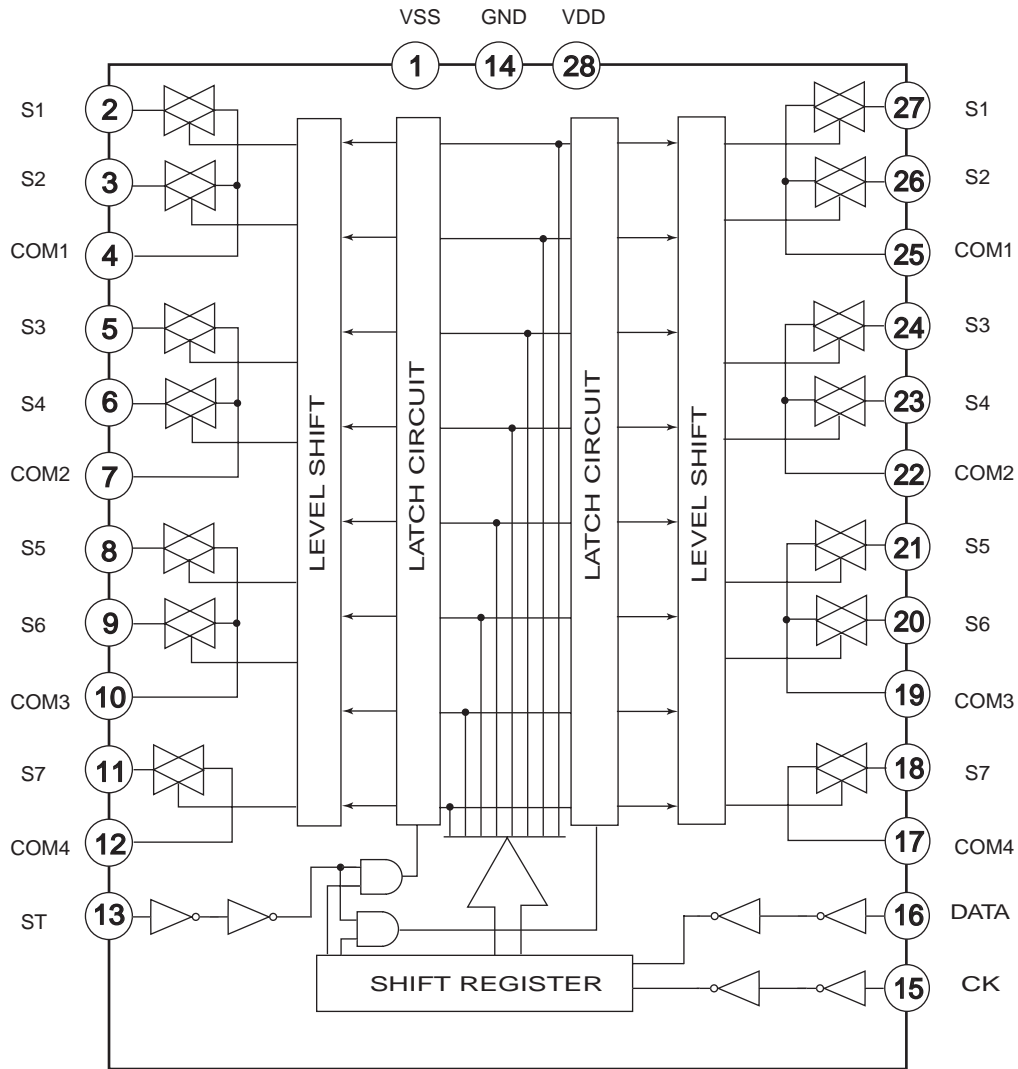 VSS GND VDD
1 14 28
S1 2 27 S1
S2 3 26 S2
COM1 4 25 COM1
S3 5 24 S3
S4 6 23 S4
COM2 7 22 COM2
S5 8 21 S5
S6 9 20 S6
COM3 10 19 COM3
S7 11 18 S7
COM4 12 17 COM4
ST 13 16 DATA
15 CK
LEVEL SHIFT
LATCH CIRCUIT
LATCH CIRCUIT
LEVEL SHIFT
SHIFT REGISTER